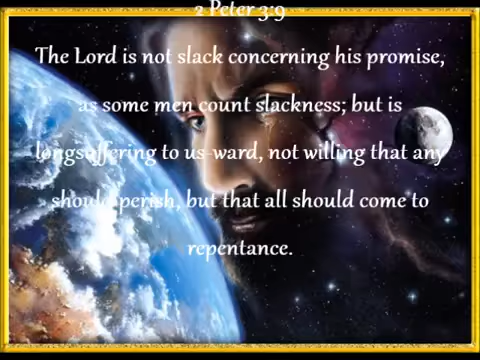 2 Peter 3:9
The Lord is not slack concerning his promise,
as some men count slackness; but is
longsuffering to us-ward, not willing that any
should perish, but that all should come to
repentance.